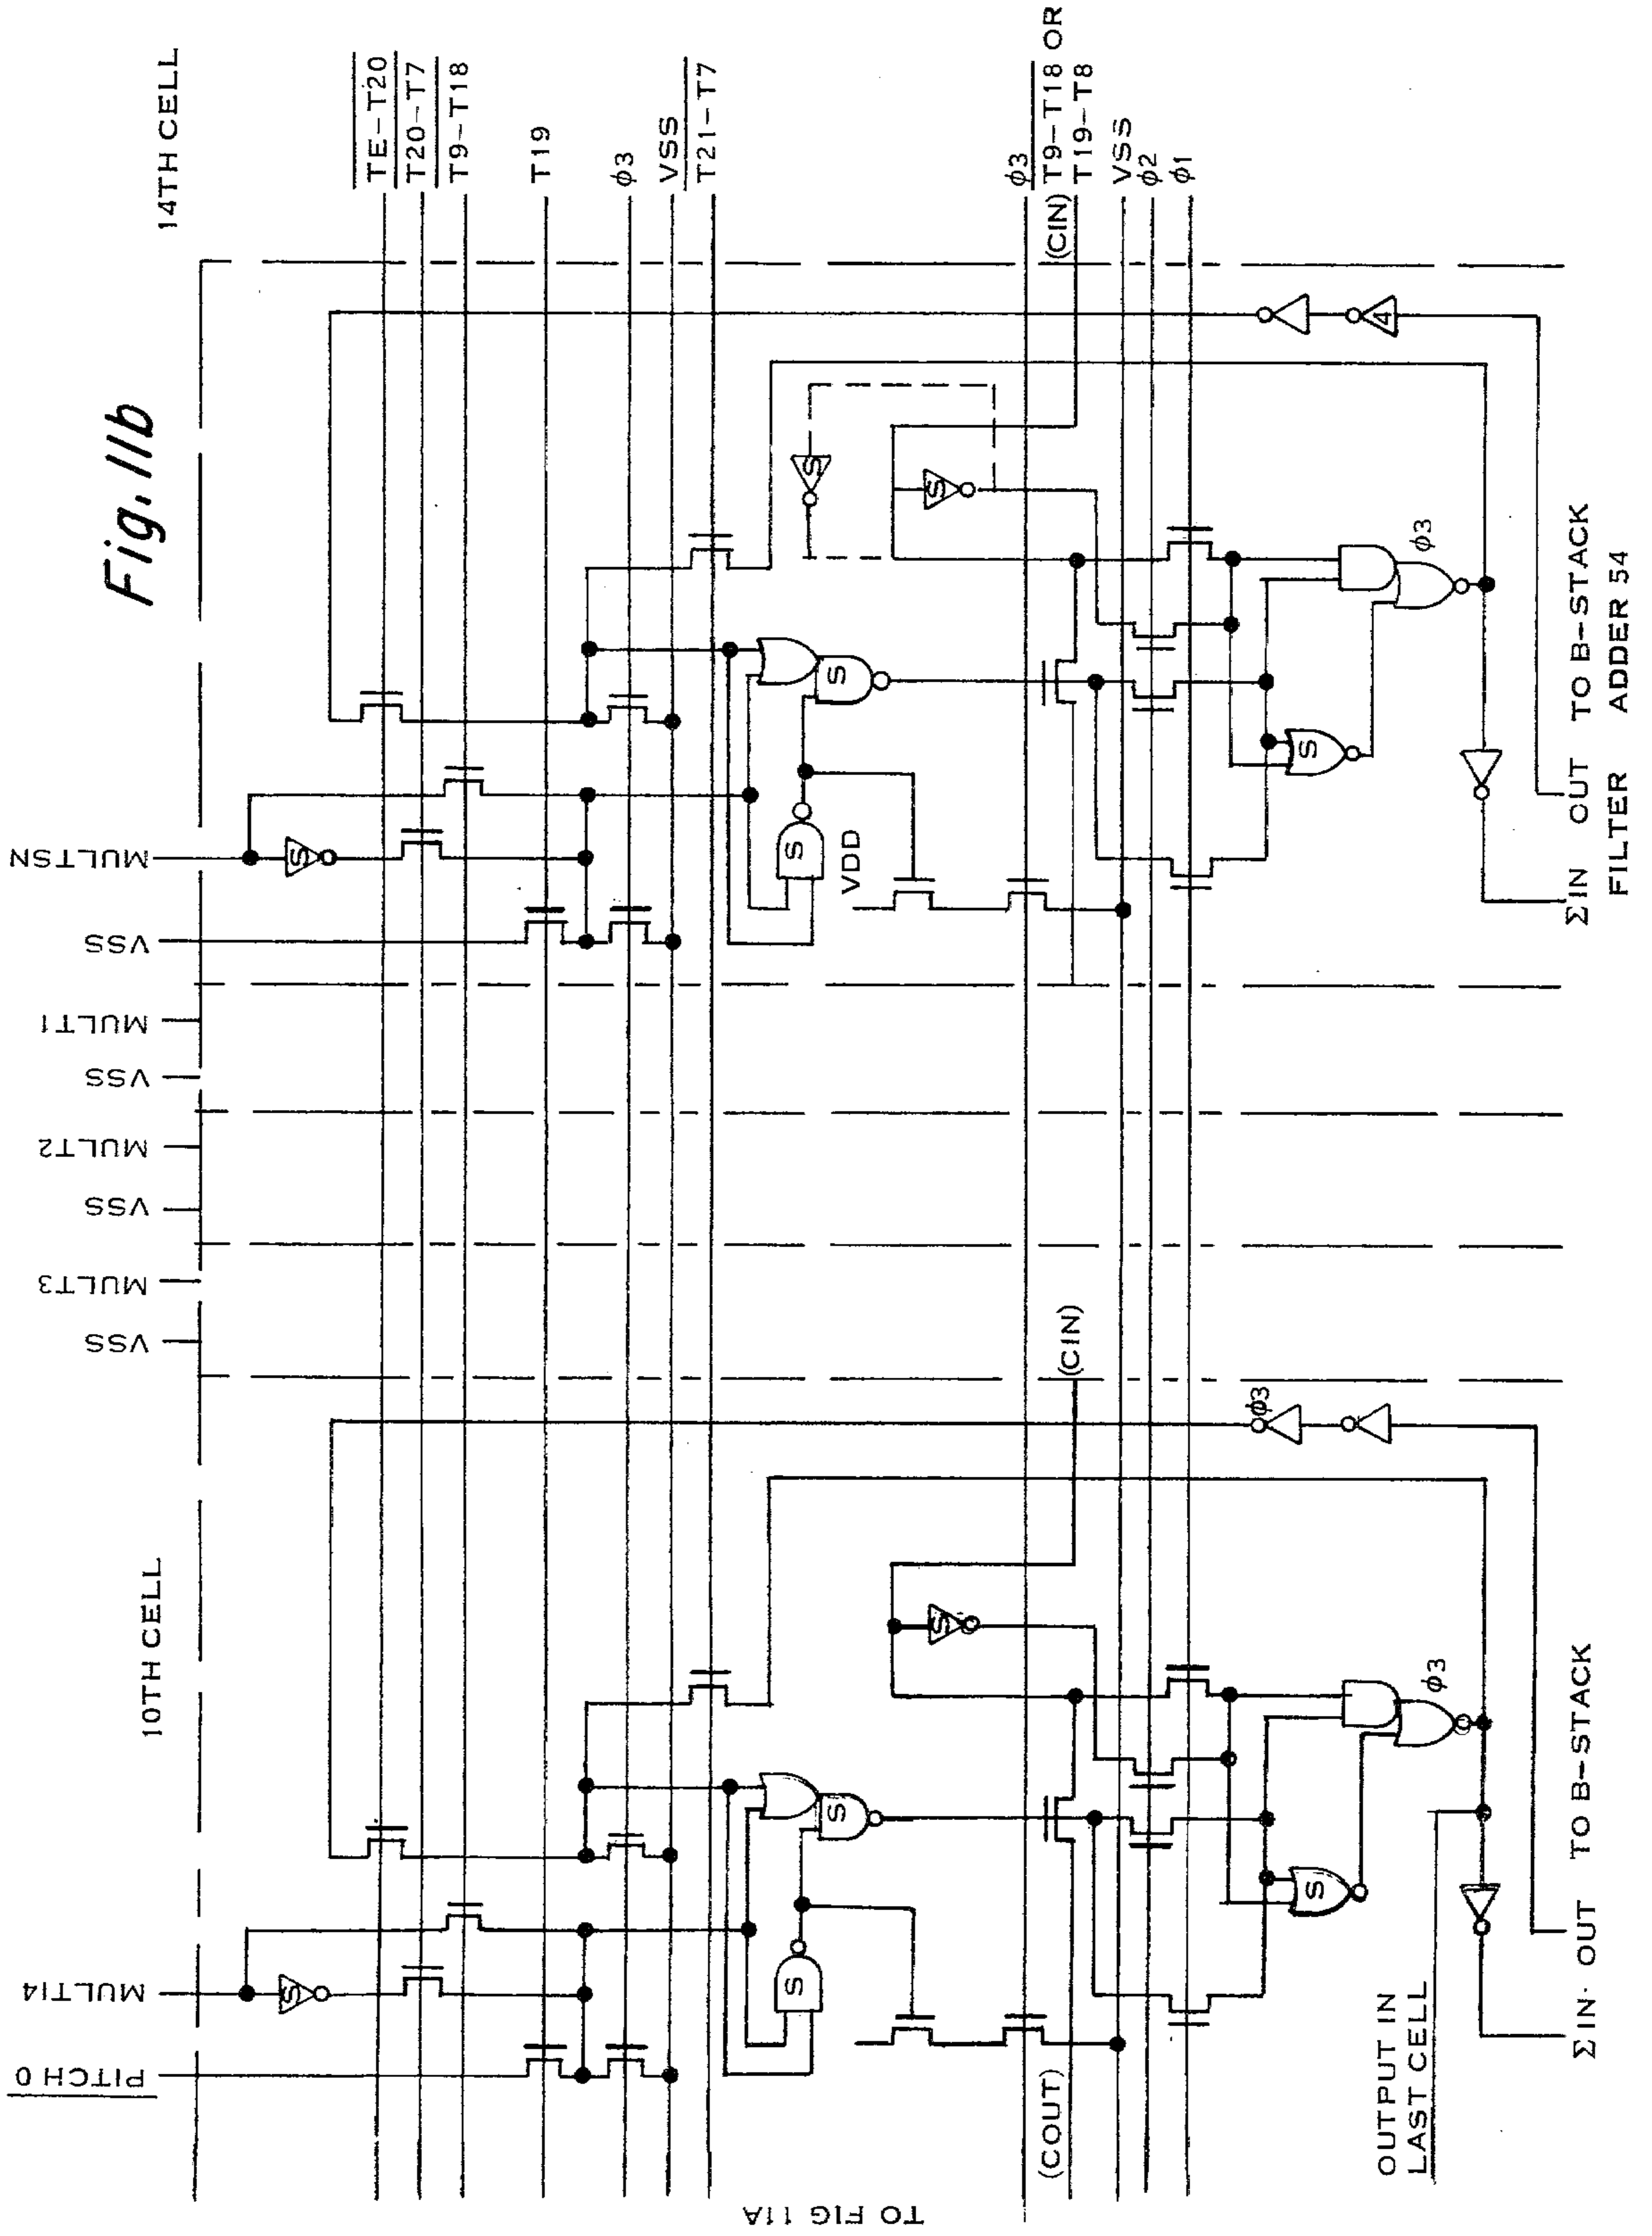 Fig. 11b
14TH CELL
TE–T20
T20–T7
T9–T18
T19
ϕ3
VSS
T21–T7
ϕ3
(CIN) T9–T18 OR
T19–T8
VSS
ϕ2
ϕ1
MULTSN
VSS
MULT1
VSS
MULT2
VSS
MULT3
VSS
S
S
S
VDD
S
S
S
ϕ3
4
ΣIN OUT TO B–STACK
FILTER ADDER 54
10TH CELL
MULT14
PITCH 0
S
S
S
S
S
(CIN)
(COUT)
ϕ3
ϕ3
OUTPUT IN
LAST CELL
ΣIN OUT TO B–STACK
TO FIG 11A